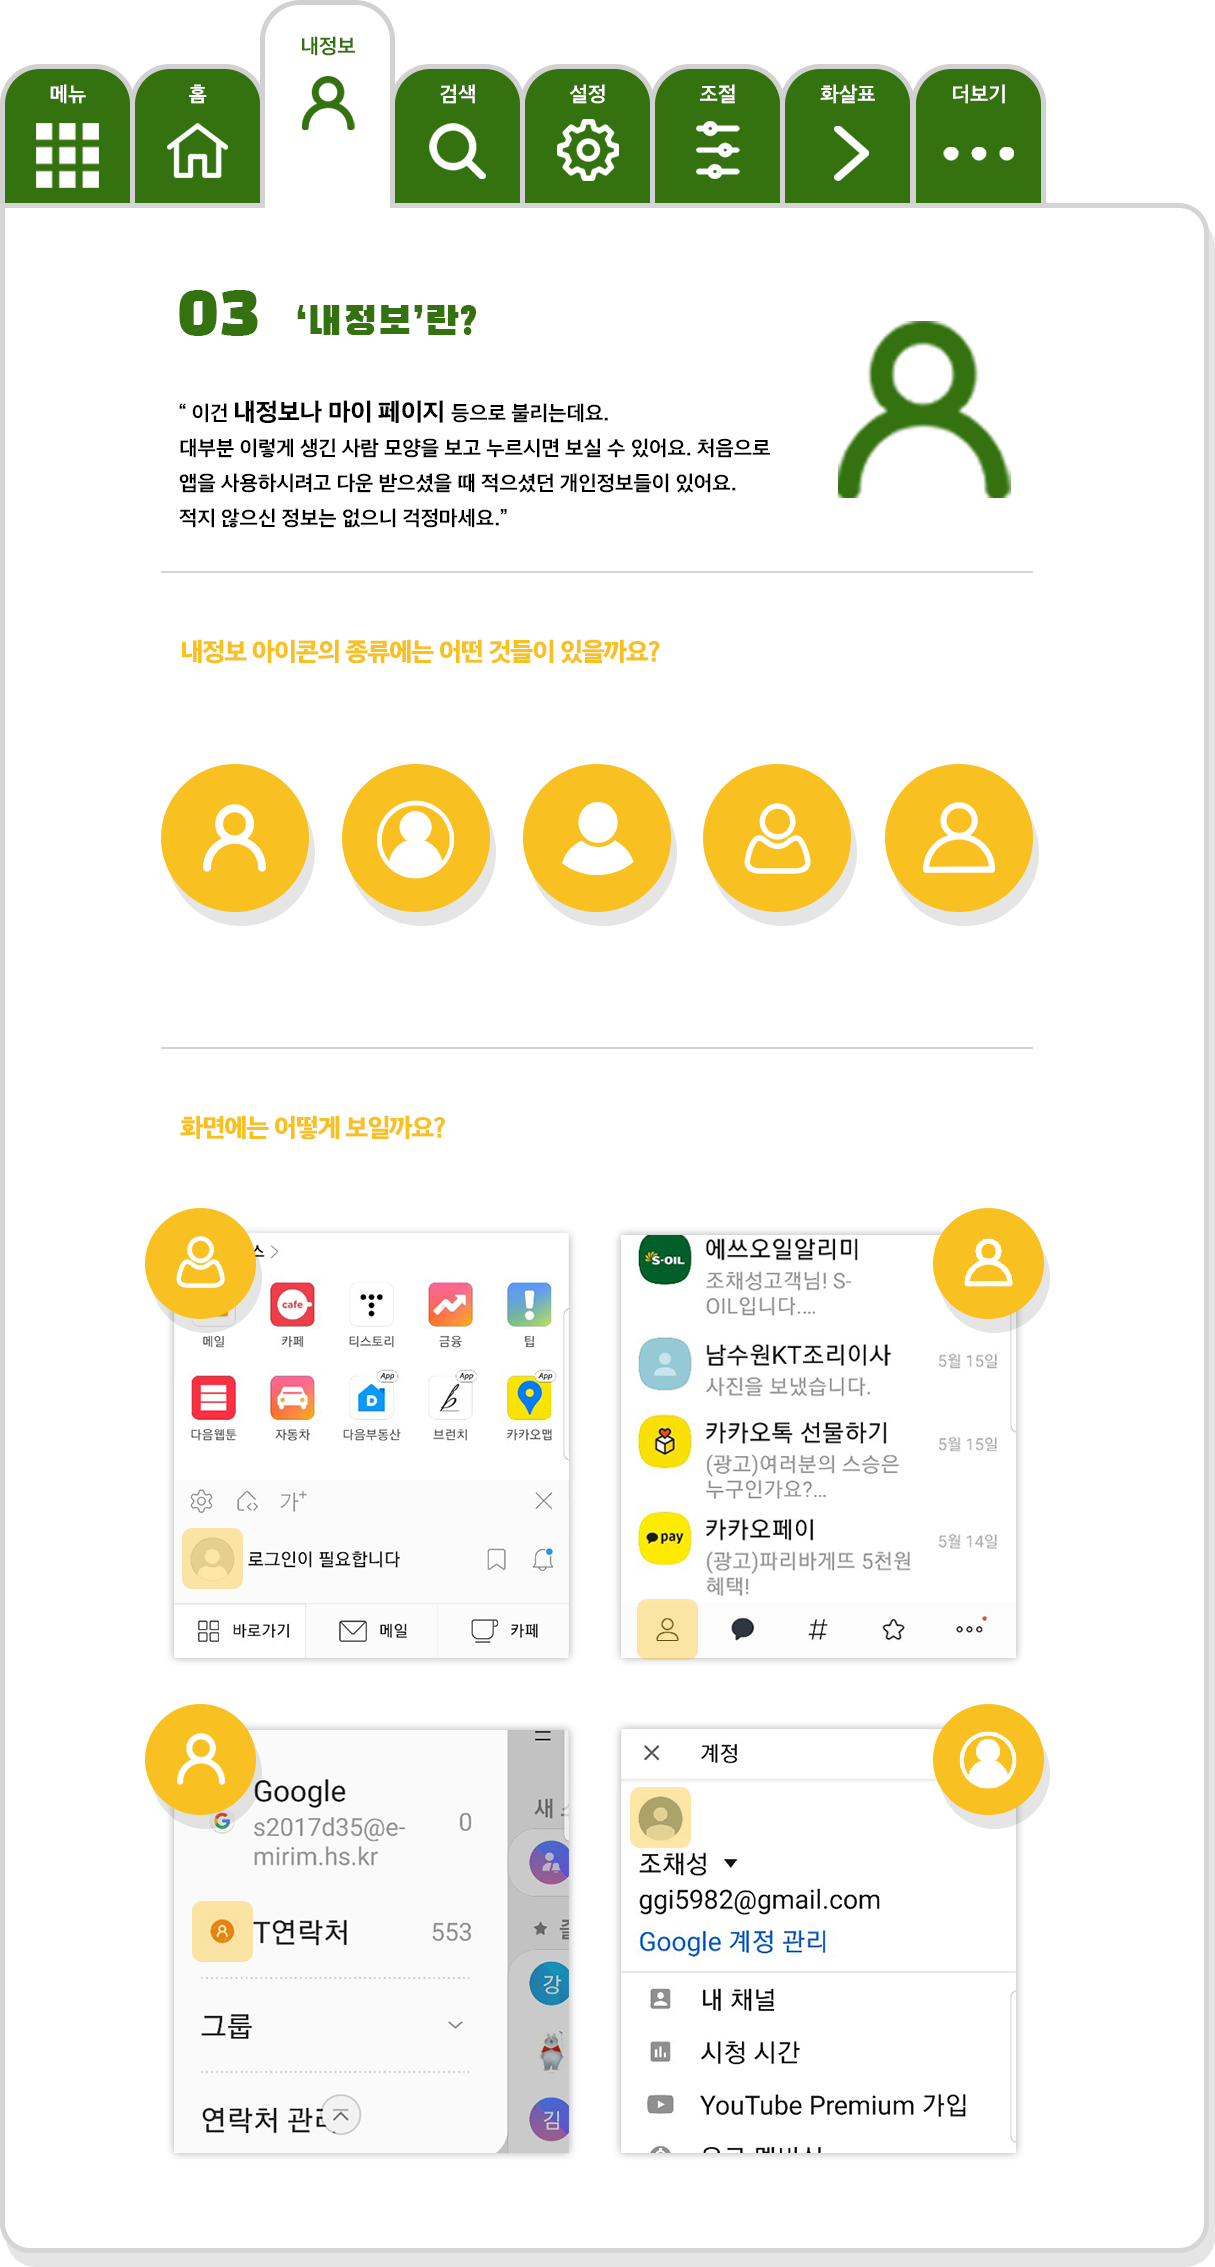 내정보
메뉴
홈
검색
설정
조절
화살표
더보기
03 ‘내정보’란?
“ 이건 내정보나 마이 페이지 등으로 불리는데요.
대부분 이렇게 생긴 사람 모양을 보고 누르시면 보실 수 있어요. 처음으로
앱을 사용하시려고 다운 받으셨을 때 적으셨던 개인정보들이 있어요.
적지 않으신 정보는 없으니 걱정마세요.”
내정보 아이콘의 종류에는 어떤 것들이 있을까요?
화면에는 어떻게 보일까요?
스 >
cafe
메일
카페
티스토리
금융
팁
App
App
App
D
b
다음웹툰
자동차
다음부동산
브런치
카카오맵
가+
로그인이 필요합니다
바로가기
메일
카페
S-OIL
에쓰오일알리미
조채성고객님! S-
OIL입니다....
남수원KT조리이사
5월 15일
사진을 보냈습니다.
카카오톡 선물하기
5월 15일
(광고)여러분의 스승은
누구인가요?...
pay
카카오페이
5월 14일
(광고)파리바게뜨 5천원
혜택!
#
Google
s2017d35@e-
mirim.hs.kr
0
T연락처
553
그룹
연락처 관리
새
강
김
계정
조채성
ggi5982@gmail.com
Google 계정 관리
내 채널
시청 시간
YouTube Premium 가입